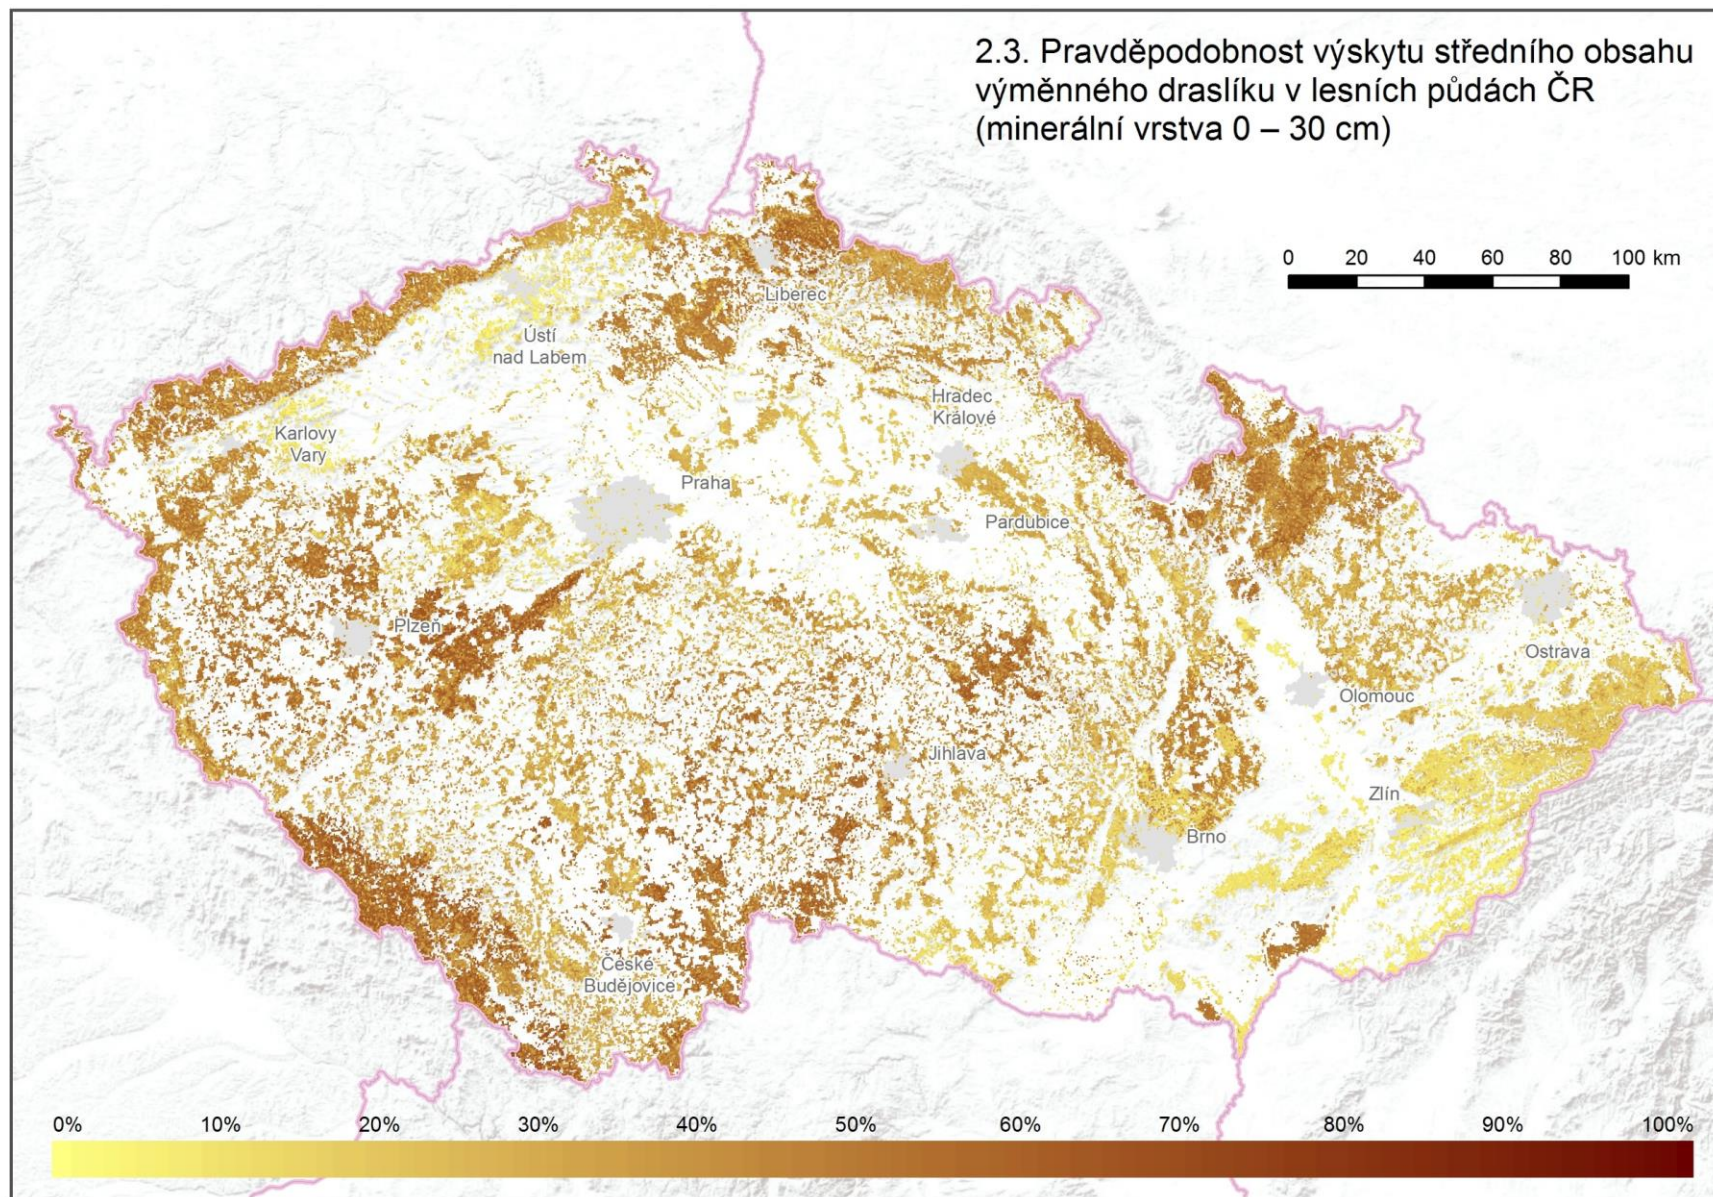 2.3. Pravděpodobnost výskytu středního obsahu
výměnného draslíku v lesních půdách ČR
(minerální vrstva 0 – 30 cm)
0 20 40 60 80 100 km
Liberec
Ústí
nad Labem
Hradec
Králové
Karlovy
Vary
Praha
Pardubice
Plzeň
Ostrava
Olomouc
Jihlava
Zlín
Brno
České
Budějovice
0% 10% 20% 30% 40% 50% 60% 70% 80% 90% 100%